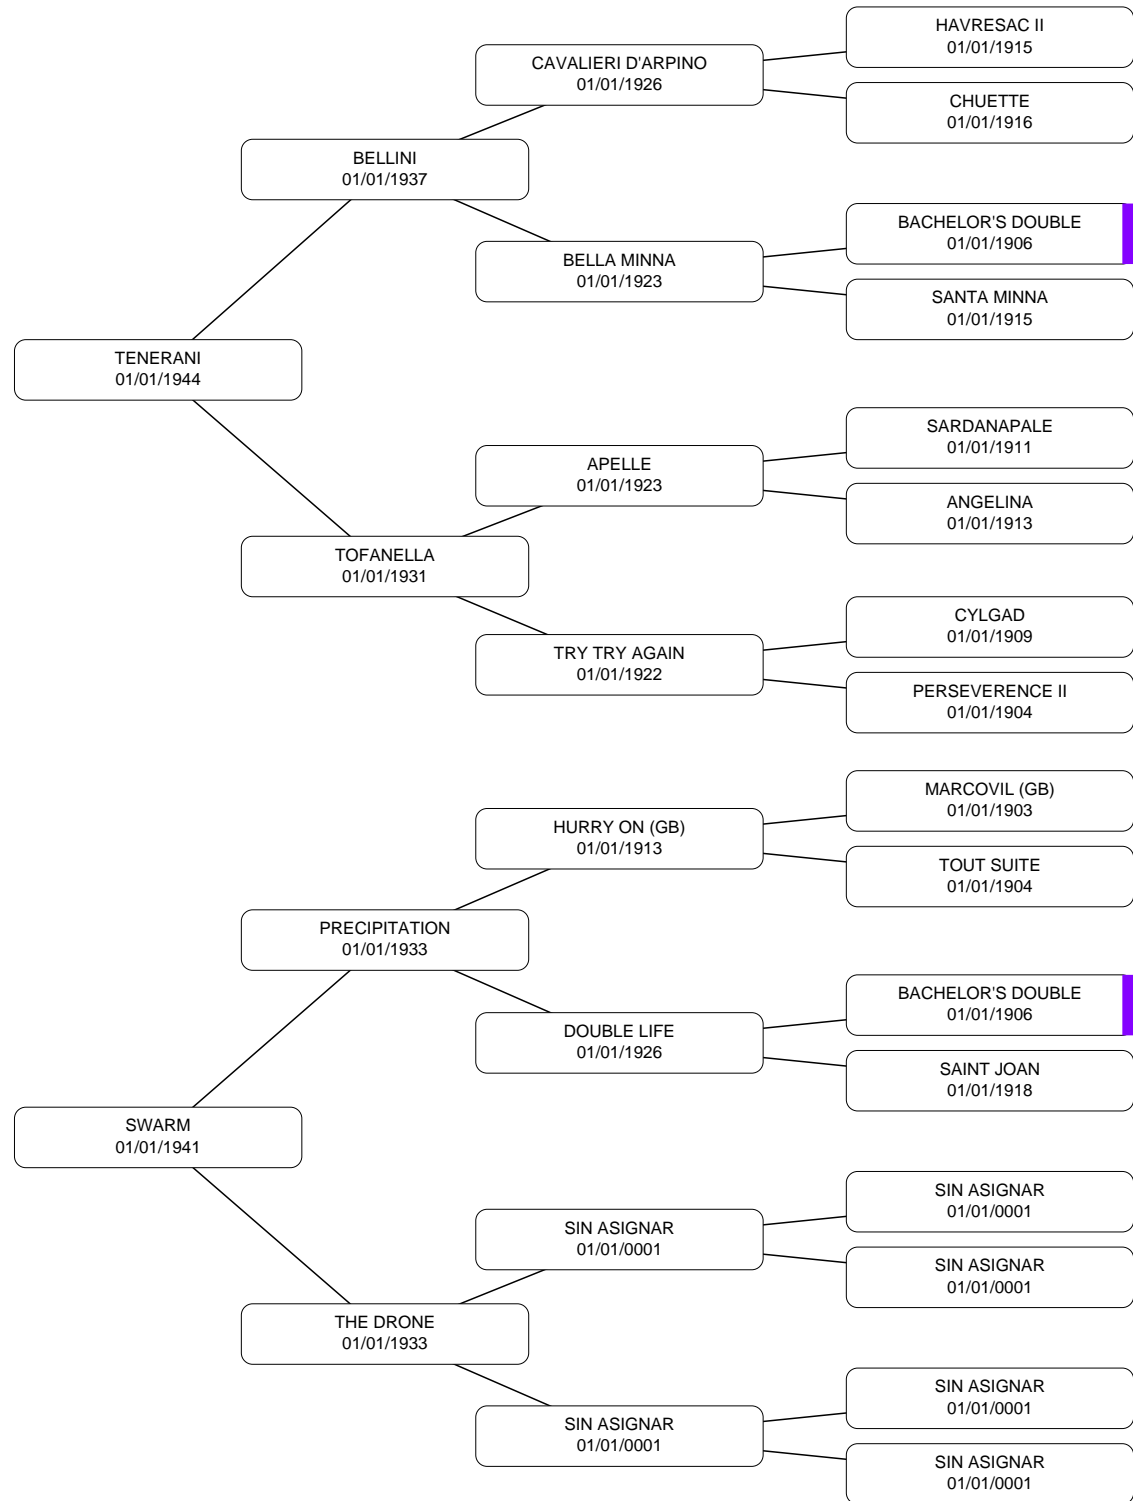 HAVRESAC II
01/01/1915
CAVALIERI D'ARPINO
01/01/1926
CHUETTE
01/01/1916
BELLINI
01/01/1937
BACHELOR'S DOUBLE
01/01/1906
BELLA MINNA
01/01/1923
SANTA MINNA
01/01/1915
TENERANI
01/01/1944
SARDANAPALE
01/01/1911
APELLE
01/01/1923
ANGELINA
01/01/1913
TOFANELLA
01/01/1931
CYLGAD
01/01/1909
TRY TRY AGAIN
01/01/1922
PERSEVERENCE II
01/01/1904
MARCOVIL (GB)
01/01/1903
HURRY ON (GB)
01/01/1913
TOUT SUITE
01/01/1904
PRECIPITATION
01/01/1933
BACHELOR'S DOUBLE
01/01/1906
DOUBLE LIFE
01/01/1926
SAINT JOAN
01/01/1918
SWARM
01/01/1941
SIN ASIGNAR
01/01/0001
SIN ASIGNAR
01/01/0001
SIN ASIGNAR
01/01/0001
THE DRONE
01/01/1933
SIN ASIGNAR
01/01/0001
SIN ASIGNAR
01/01/0001
SIN ASIGNAR
01/01/0001